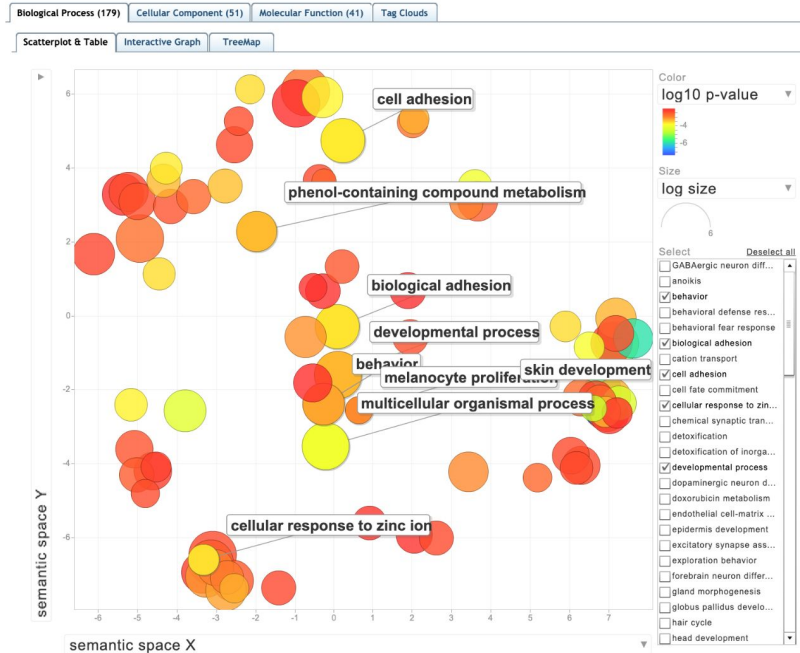 Biological Process (179)
Cellular Component (51)
Molecular Function (41)
Tag Clouds
Scatterplot & Table
Interactive Graph
TreeMap
cell adhesion
phenol-containing compound metabolism
biological adhesion
developmental process
behavior
melanocyte proliferation
skin development
multicellular organismal process
cellular response to zinc ion
6
4
2
0
-2
-4
-6
semantic space Y
-6
-5
-4
-3
-2
-1
0
1
2
3
4
5
6
7
semantic space X
Color
log10 p-value
-4
-6
Size
log size
6
Select
Deselect all
GABAergic neuron diff...
anoikis
behavior
behavioral defense res...
behavioral fear response
biological adhesion
cation transport
cell adhesion
cell fate commitment
cellular response to zin...
chemical synaptic tran...
detoxification
detoxification of inorga...
developmental process
dopaminergic neuron d...
doxorubicin metabolism
endothelial cell-matrix ...
epidermis development
excitatory synapse ass...
exploration behavior
forebrain neuron differ...
gland morphogenesis
globus pallidus develo...
hair cycle
head development